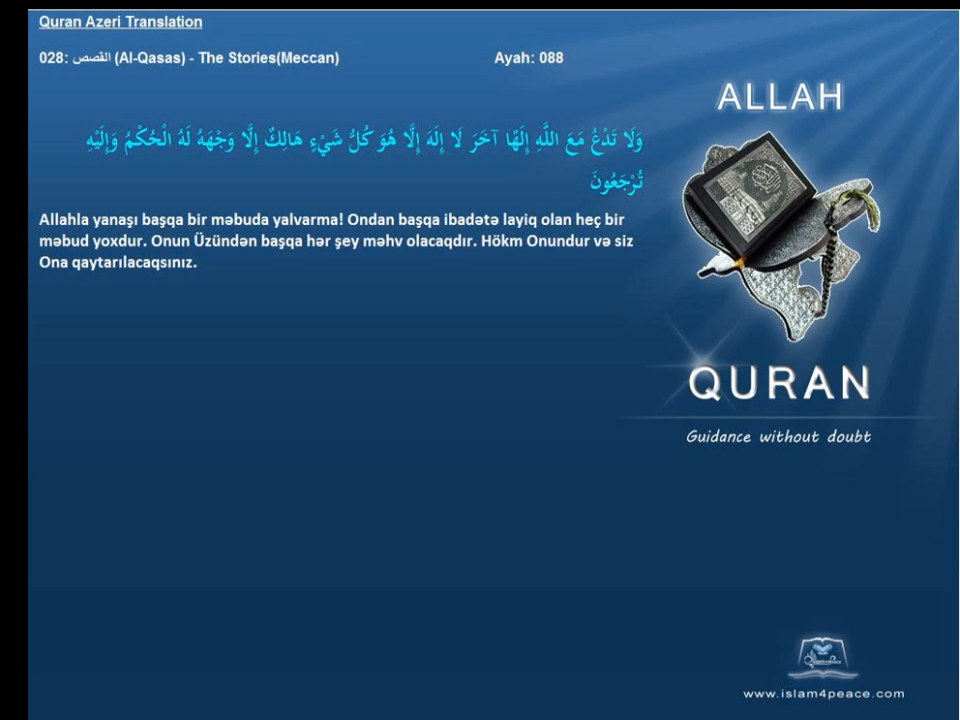 Quran Azeri Translation
028: القصص (Al-Qasas) - The Stories(Meccan) Ayah: 088
وَلَا تَدْعُ مَعَ اللَّهِ إِلَهًا آخَرَ لَا إِلَهَ إِلَّا هُوَ كُلُّ شَيْءٍ هَالِكٌ إِلَّا وَجْهَهُ لَهُ الْحُكْمُ وَإِلَيْهِ
تُرْجَعُونَ
Allahla yanaşı başqa bir məbuda yalvarma! Ondan başqa ibadətə layiq olan heç bir
məbud yoxdur. Onun Üzündən başqa hər şey məhv olacaqdır. Hökm Onundur və siz
Ona qaytarılacaqsınız.
ALLAH
QURAN
Guidance without doubt
www.islam4peace.com